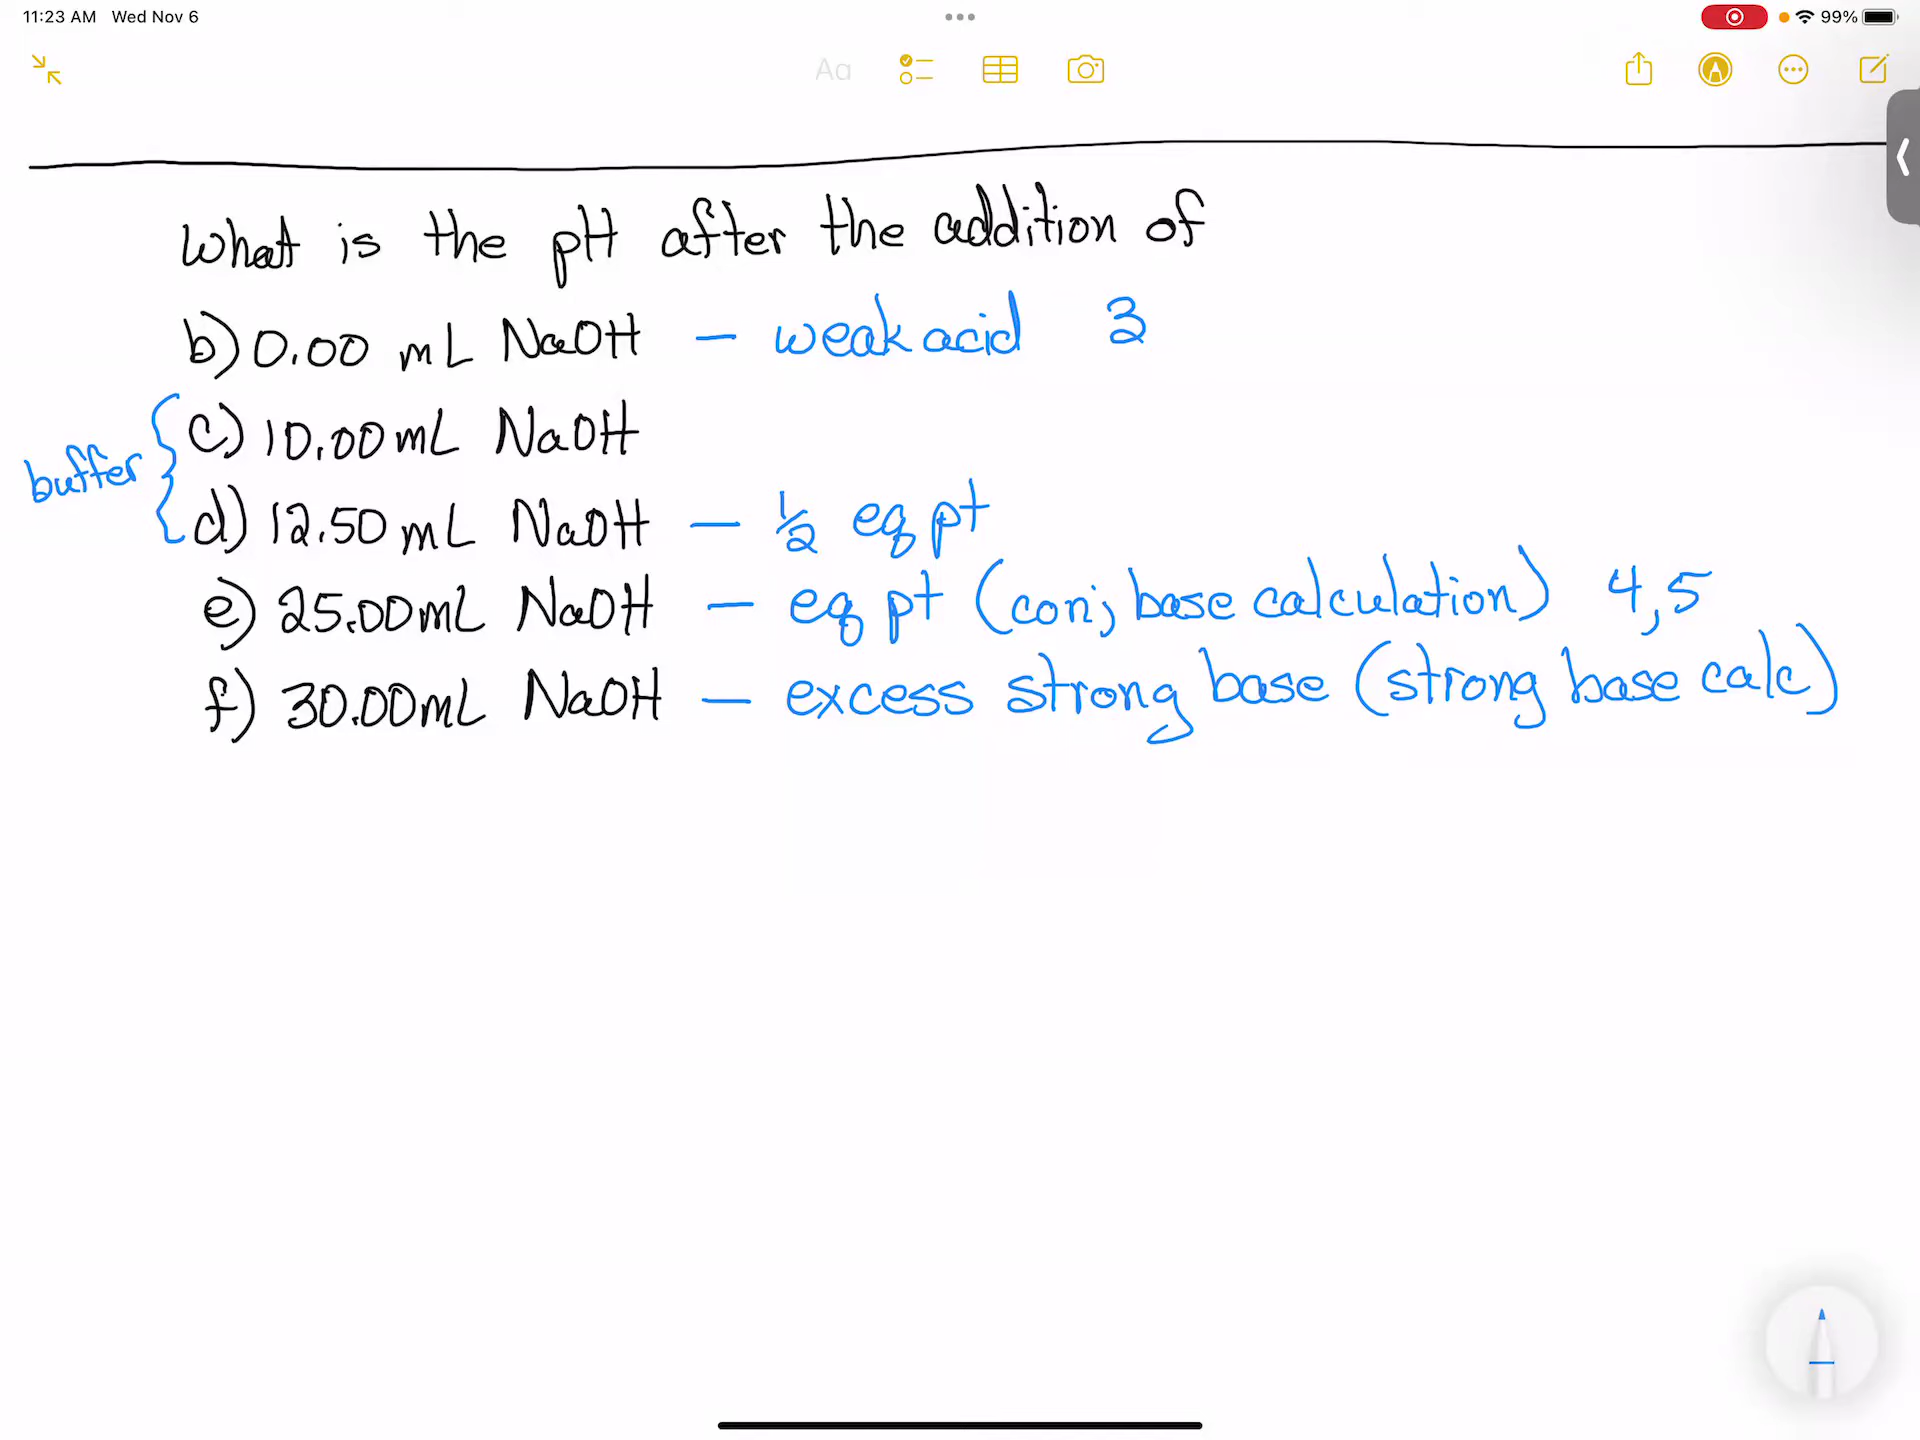 11:23 AM Wed Nov 6
99%
Aa
What is the pH after the addition of
b) 0.00 mL NaOH — weak acid 3
buffer
c) 10.00 mL NaOH
d) 12.50 mL NaOH — ½ eq pt
e) 25.00 mL NaOH — eq pt (conj base calculation) 4,5
f) 30.00 mL NaOH — excess strong base (strong base calc)